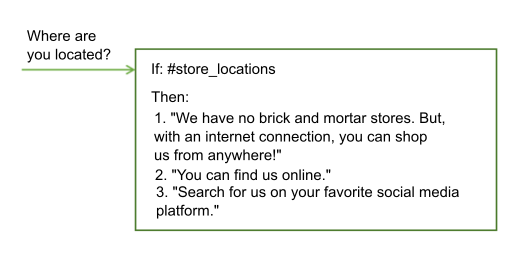 Where are
you located?
If: #store_locations
Then:
1. "We have no brick and mortar stores. But,
with an internet connection, you can shop
us from anywhere!"
2. "You can find us online."
3. "Search for us on your favorite social media
platform."